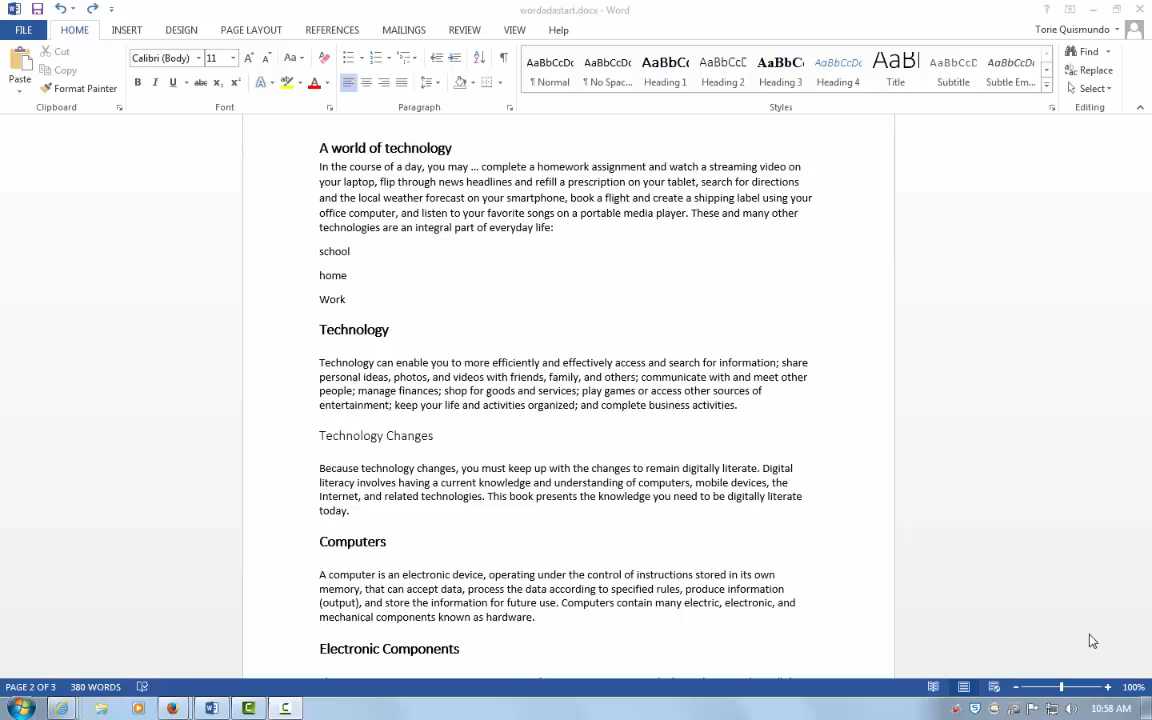 wordadastart.docx - Word
FILE HOME INSERT DESIGN PAGE LAYOUT REFERENCES MAILINGS REVIEW VIEW Help Torie Quismundo
Paste Cut Copy Format Painter
Clipboard
Calibri (Body) 11 Aa
B I U abc x₂ x² A A
Font
Paragraph
AaBbCcDc AaBbCcDc AaBbC AaBbCcD AaBbCc AaBbCcDc AaB AaBbCcD AaBbCcDc
¶ Normal ¶ No Spac... Heading 1 Heading 2 Heading 3 Heading 4 Title Subtitle Subtle Em...
Styles
Find
Replace
Select
Editing
A world of technology
In the course of a day, you may ... complete a homework assignment and watch a streaming video on
your laptop, flip through news headlines and refill a prescription on your tablet, search for directions
and the local weather forecast on your smartphone, book a flight and create a shipping label using your
office computer, and listen to your favorite songs on a portable media player. These and many other
technologies are an integral part of everyday life:
school
home
Work
Technology
Technology can enable you to more efficiently and effectively access and search for information; share
personal ideas, photos, and videos with friends, family, and others; communicate with and meet other
people; manage finances; shop for goods and services; play games or access other sources of
entertainment; keep your life and activities organized; and complete business activities.
Technology Changes
Because technology changes, you must keep up with the changes to remain digitally literate. Digital
literacy involves having a current knowledge and understanding of computers, mobile devices, the
Internet, and related technologies. This book presents the knowledge you need to be digitally literate
today.
Computers
A computer is an electronic device, operating under the control of instructions stored in its own
memory, that can accept data, process the data according to specified rules, produce information
(output), and store the information for future use. Computers contain many electric, electronic, and
mechanical components known as hardware.
Electronic Components
PAGE 2 OF 3 380 WORDS 100%
10:58 AM